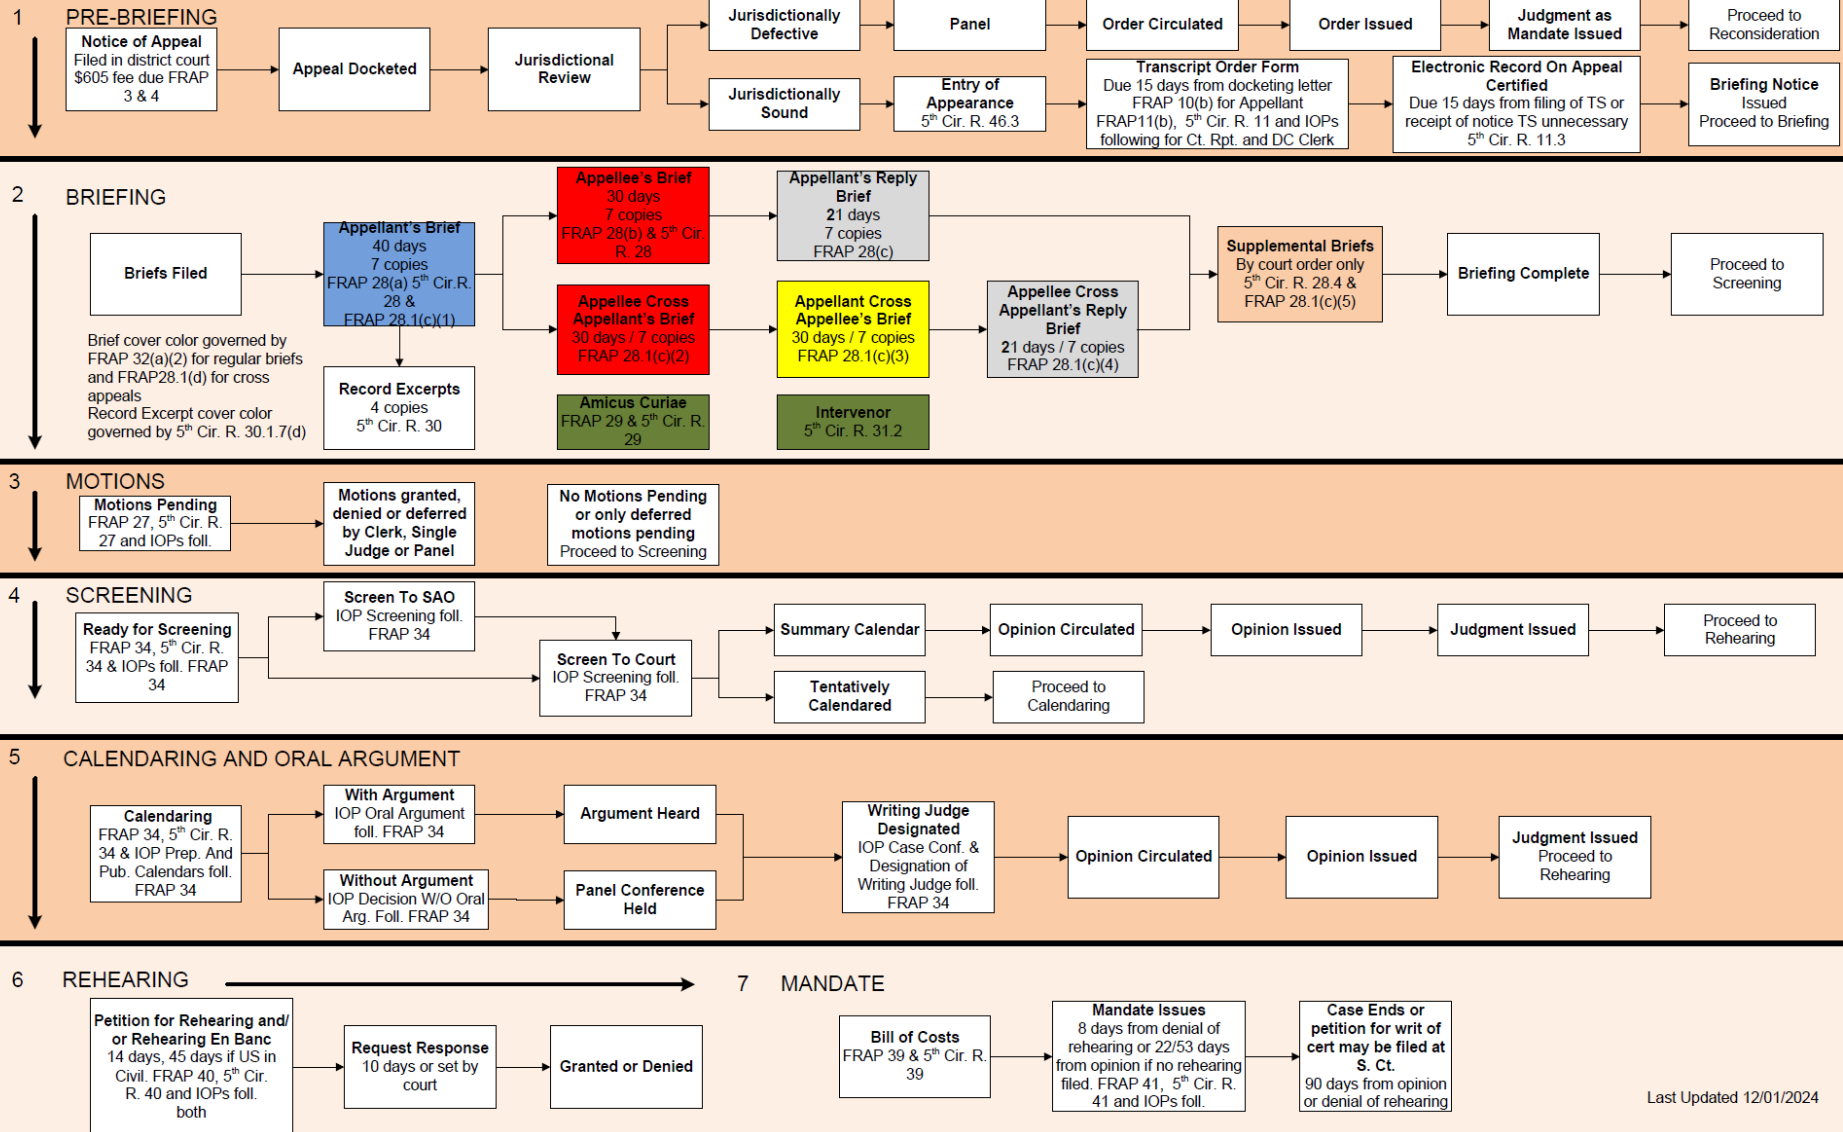 1 PRE-BRIEFING
Notice of Appeal
Filed in district court
$605 fee due FRAP
3 & 4
Appeal Docketed
Jurisdictional
Review
Jurisdictionally
Defective
Panel
Order Circulated
Order Issued
Judgment as
Mandate Issued
Proceed to
Reconsideration
Jurisdictionally
Sound
Entry of
Appearance
5th Cir. R. 46.3
Transcript Order Form
Due 15 days from docketing letter
FRAP 10(b) for Appellant
FRAP11(b), 5th Cir. R. 11 and IOPs
following for Ct. Rpt. and DC Clerk
Electronic Record On Appeal
Certified
Due 15 days from filing of TS or
receipt of notice TS unnecessary
5th Cir. R. 11.3
Briefing Notice
Issued
Proceed to Briefing
2 BRIEFING
Briefs Filed
Brief cover color governed by
FRAP 32(a)(2) for regular briefs
and FRAP28.1(d) for cross
appeals
Record Excerpt cover color
governed by 5th Cir. R. 30.1.7(d)
Appellant's Brief
40 days
7 copies
FRAP 28(a) 5th Cir.R.
28 &
FRAP 28.1(c)(1)
Record Excerpts
4 copies
5th Cir. R. 30
Appellee's Brief
30 days
7 copies
FRAP 28(b) & 5th Cir.
R. 28
Appellant's Reply
Brief
21 days
7 copies
FRAP 28(c)
Appellee Cross
Appellant's Brief
30 days / 7 copies
FRAP 28.1(c)(2)
Appellant Cross
Appellee's Brief
30 days / 7 copies
FRAP 28.1(c)(3)
Appellee Cross
Appellant's Reply
Brief
21 days / 7 copies
FRAP 28.1(c)(4)
Amicus Curiae
FRAP 29 & 5th Cir. R.
29
Intervenor
5th Cir. R. 31.2
Supplemental Briefs
By court order only
5th Cir. R. 28.4 &
FRAP 28.1(c)(5)
Briefing Complete
Proceed to
Screening
3 MOTIONS
Motions Pending
FRAP 27, 5th Cir. R.
27 and IOPs foll.
Motions granted,
denied or deferred
by Clerk, Single
Judge or Panel
No Motions Pending
or only deferred
motions pending
Proceed to Screening
4 SCREENING
Ready for Screening
FRAP 34, 5th Cir. R.
34 & IOPs foll. FRAP
34
Screen To SAO
IOP Screening foll.
FRAP 34
Screen To Court
IOP Screening foll.
FRAP 34
Summary Calendar
Opinion Circulated
Opinion Issued
Judgment Issued
Proceed to
Rehearing
Tentatively
Calendared
Proceed to
Calendaring
5 CALENDARING AND ORAL ARGUMENT
Calendaring
FRAP 34, 5th Cir. R.
34 & IOP Prep. And
Pub. Calendars foll.
FRAP 34
With Argument
IOP Oral Argument
foll. FRAP 34
Argument Heard
Without Argument
IOP Decision W/O Oral
Arg. Foll. FRAP 34
Panel Conference
Held
Writing Judge
Designated
IOP Case Conf. &
Designation of
Writing Judge foll.
FRAP 34
Opinion Circulated
Opinion Issued
Judgment Issued
Proceed to
Rehearing
6 REHEARING
Petition for Rehearing and/
or Rehearing En Banc
14 days, 45 days if US in
Civil. FRAP 40, 5th Cir.
R. 40 and IOPs foll.
both
Request Response
10 days or set by
court
Granted or Denied
7 MANDATE
Bill of Costs
FRAP 39 & 5th Cir. R.
39
Mandate Issues
8 days from denial of
rehearing or 22/53 days
from opinion if no rehearing
filed. FRAP 41, 5th Cir. R.
41 and IOPs foll.
Case Ends or
petition for writ of
cert may be filed at
S. Ct.
90 days from opinion
or denial of rehearing
Last Updated 12/01/2024